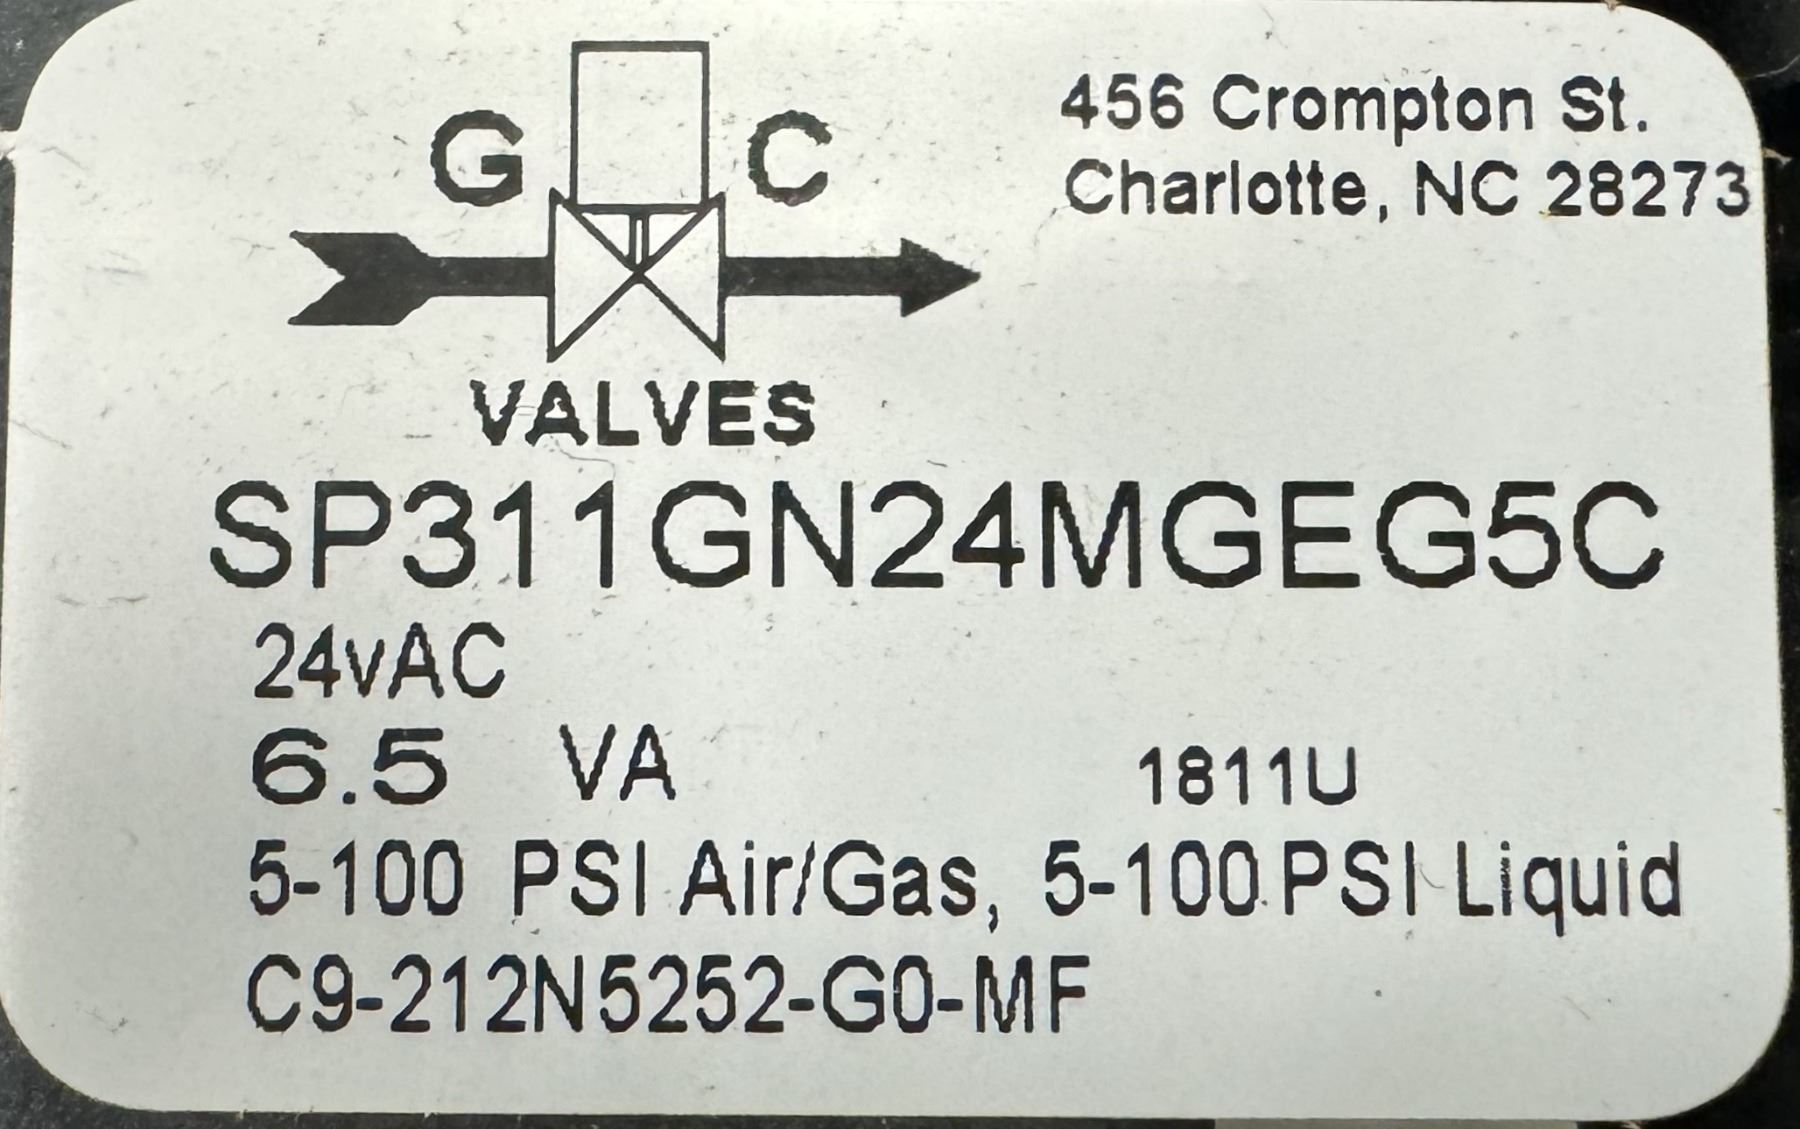 G C
VALVES
456 Crompton St.
Charlotte, NC 28273
SP311GN24MGEG5C
24vAC
6.5 VA
1811U
5-100 PSI Air/Gas, 5-100 PSI Liquid
C9-212N5252-G0-MF